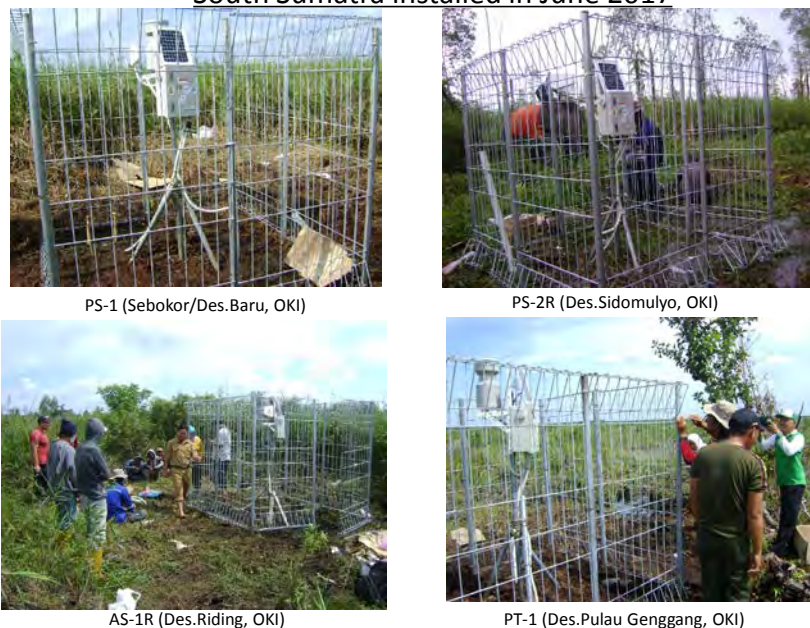 South Sumatra Installed in June 2017
PS-1 (Sebokor/Des.Baru, OKI)
PS-2R (Des.Sidomulyo, OKI)
AS-1R (Des.Riding, OKI)
PT-1 (Des.Pulau Genggang, OKI)